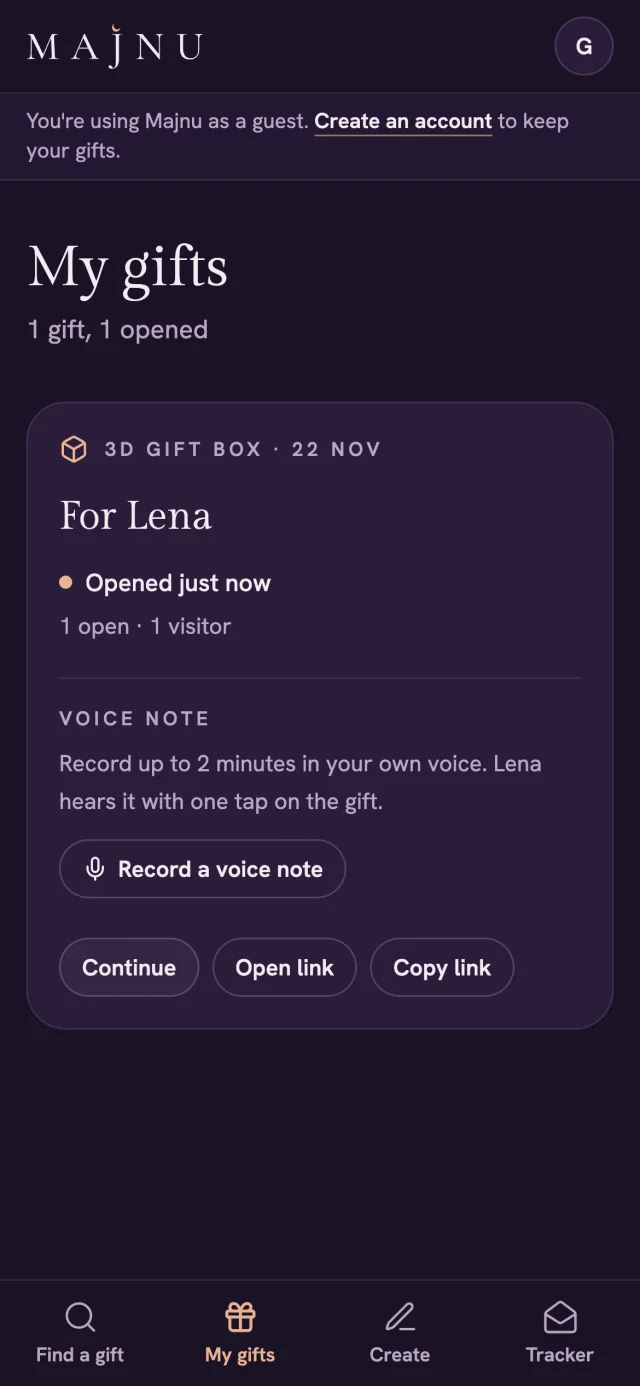 MAJNU
G
You're using Majnu as a guest. Create an account to keep
your gifts.
My gifts
1 gift, 1 opened
3D GIFT BOX · 22 NOV
For Lena
Opened just now
1 open · 1 visitor
VOICE NOTE
Record up to 2 minutes in your own voice. Lena
hears it with one tap on the gift.
Record a voice note
Continue Open link Copy link
Find a gift My gifts Create Tracker